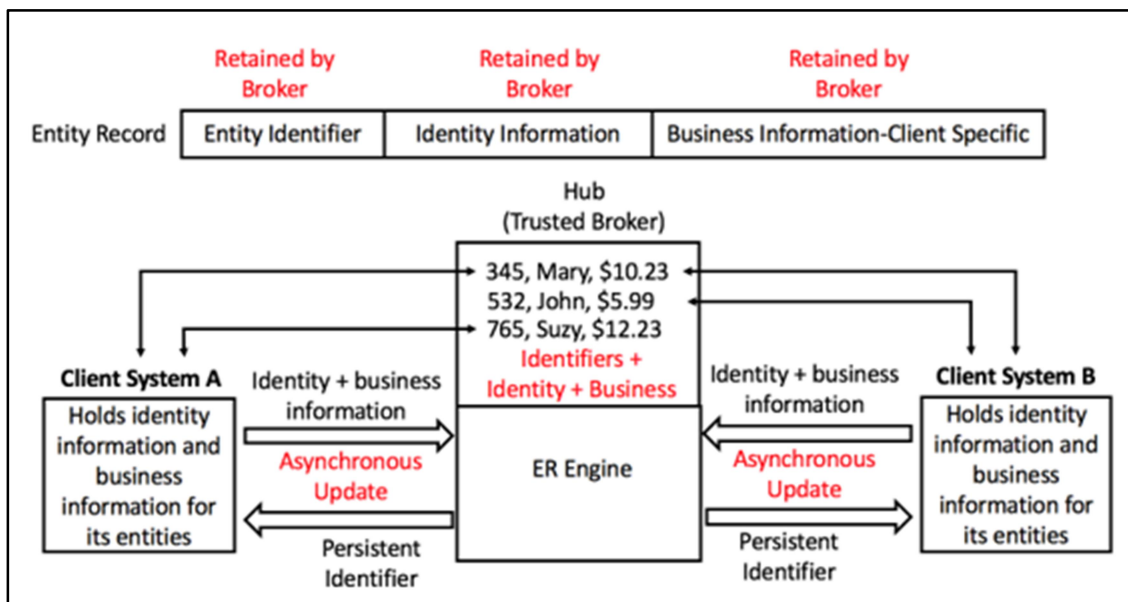 Retained by
Broker
Retained by
Broker
Retained by
Broker
Entity Record
Entity Identifier
Identity Information
Business Information-Client Specific
Hub
(Trusted Broker)
345, Mary, $10.23
532, John, $5.99
765, Suzy, $12.23
Identifiers +
Identity + Business
ER Engine
Client System A
Holds identity
information and
business
information for
its entities
Identity + business
information
Asynchronous
Update
Persistent
Identifier
Identity + business
information
Asynchronous
Update
Persistent
Identifier
Client System B
Holds identity
information and
business
information for
its entities